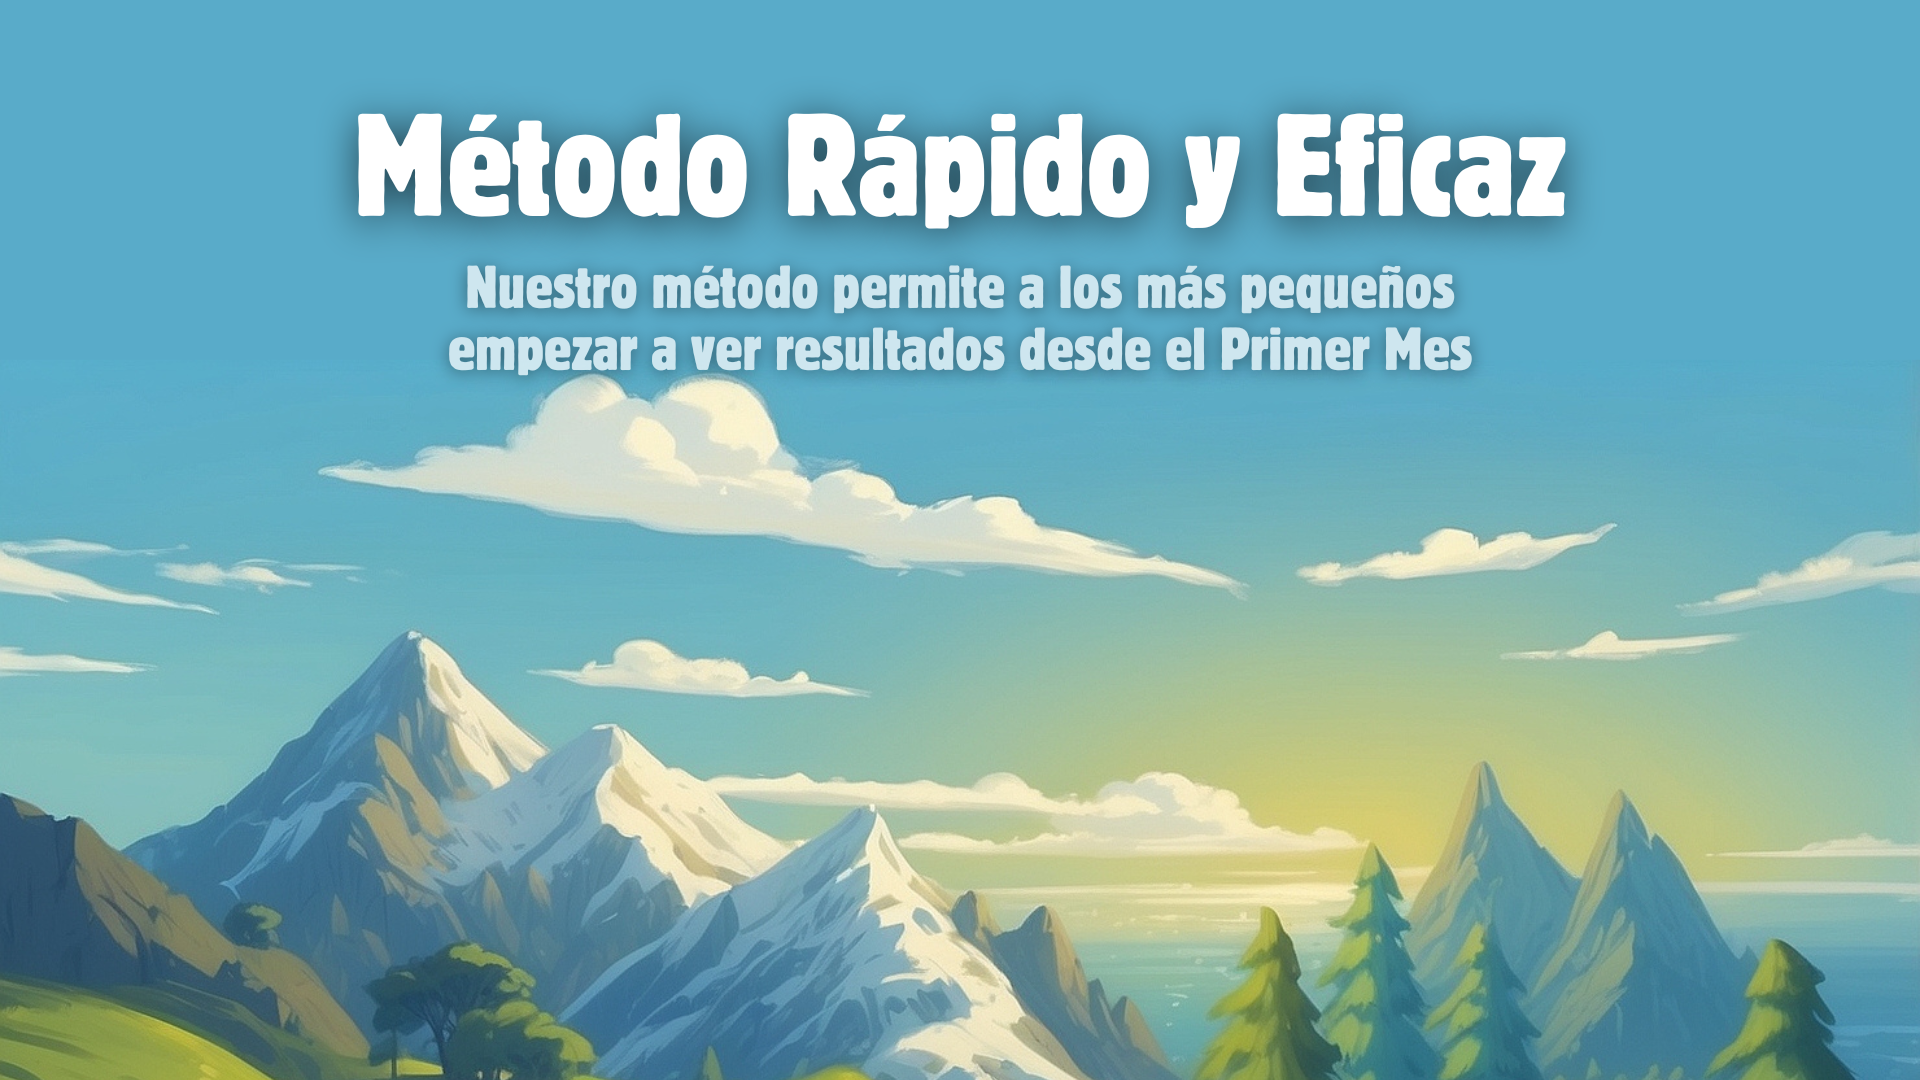 Método Rápido y Eficaz
Nuestro método permite a los más pequeños
empezar a ver resultados desde el Primer Mes